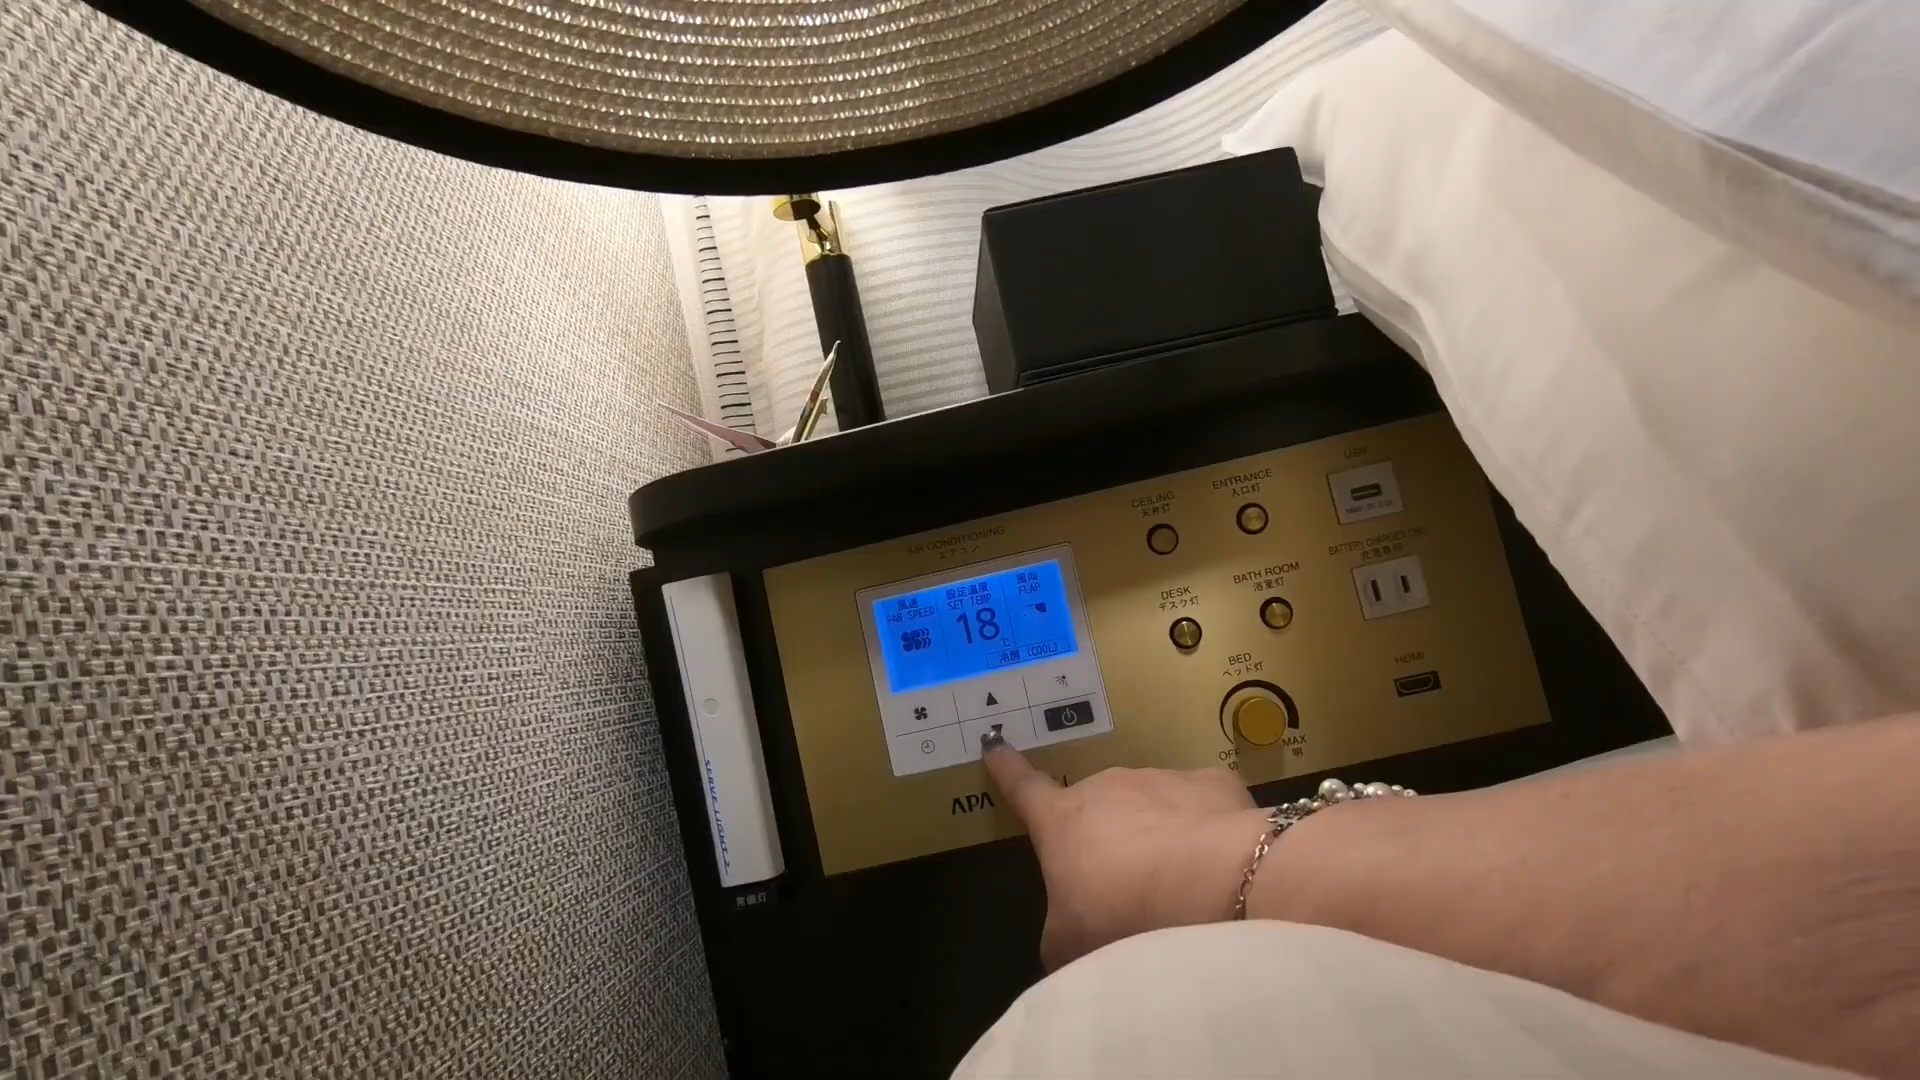 AIR CONDITIONING
エアコン
風速
FAN SPEED
設定温度
SET TEMP
18
℃
風向
FLAP
冷房 (COOL)
CEILING
天井灯
ENTRANCE
入口灯
DESK
デスク灯
BATH ROOM
浴室灯
BED
ベッド灯
OFF
切
MAX
明
USB
BATTERY CHARGER
充電専用
HDMI
APA
常備灯